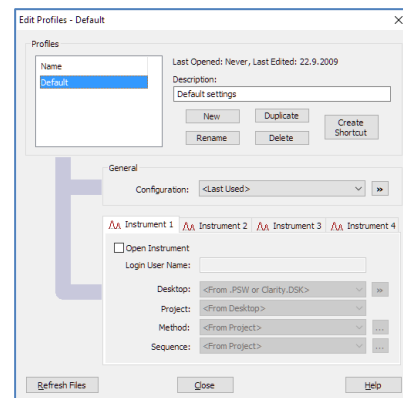 Edit Profiles - Default
Profiles
Name
Default
Last Opened: Never, Last Edited: 22.9.2009
Description:
Default settings
New
Duplicate
Create Shortcut
Rename
Delete
General
Configuration: <Last Used> »
Instrument 1 Instrument 2 Instrument 3 Instrument 4
Open Instrument
Login User Name:
Desktop: <From .PSW or Clarity.DSK> »
Project: <From Desktop>
Method: <From Project> ...
Sequence: <From Project> ...
Refresh Files
Close
Help